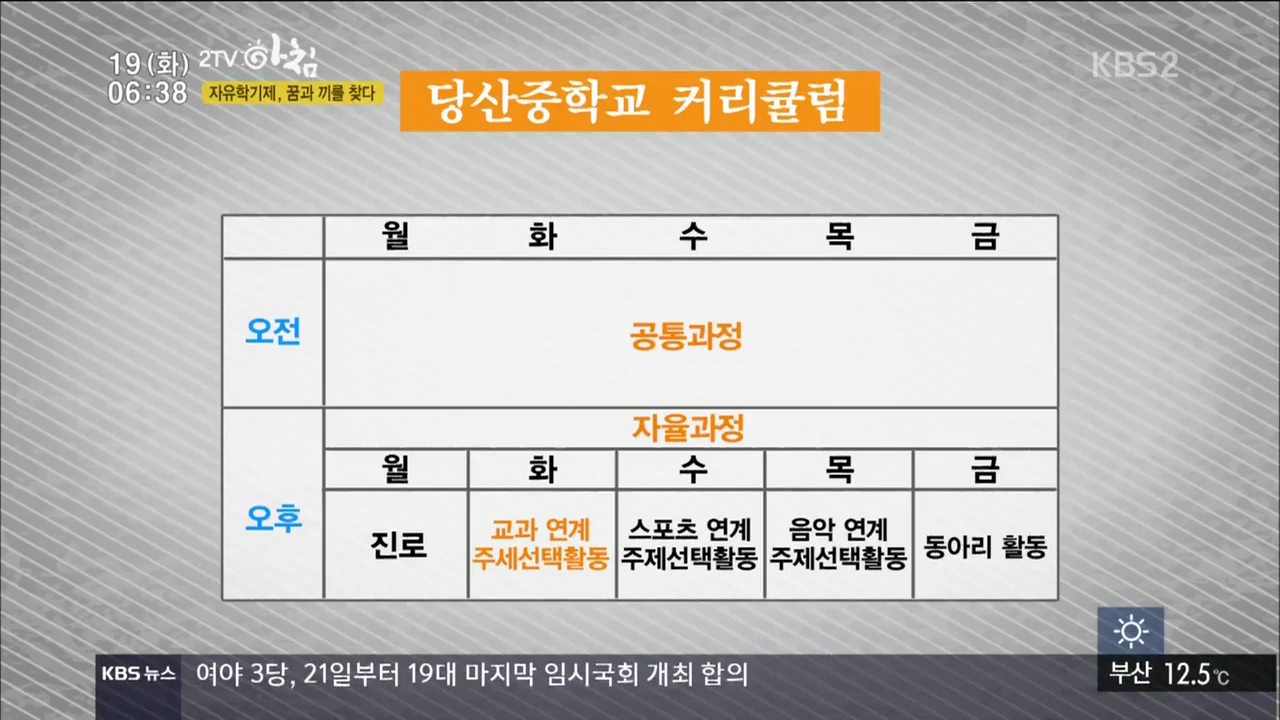 19(화) 2TV 아침
06:38 자유학기제, 꿈과 끼를 찾다
KBS2
당산중학교 커리큘럼
월 화 수 목 금
오전 공통과정
자율과정
월 화 수 목 금
오후
진로
교과 연계
주세선택활동
스포츠 연계
주제선택활동
음악 연계
주제선택활동
동아리 활동
KBS 뉴스 여야 3당, 21일부터 19대 마지막 임시국회 개최 합의
부산 12.5℃